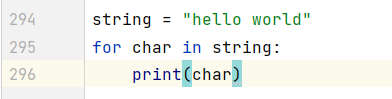 294 string = "hello world"
295 for char in string:
296     print(char)